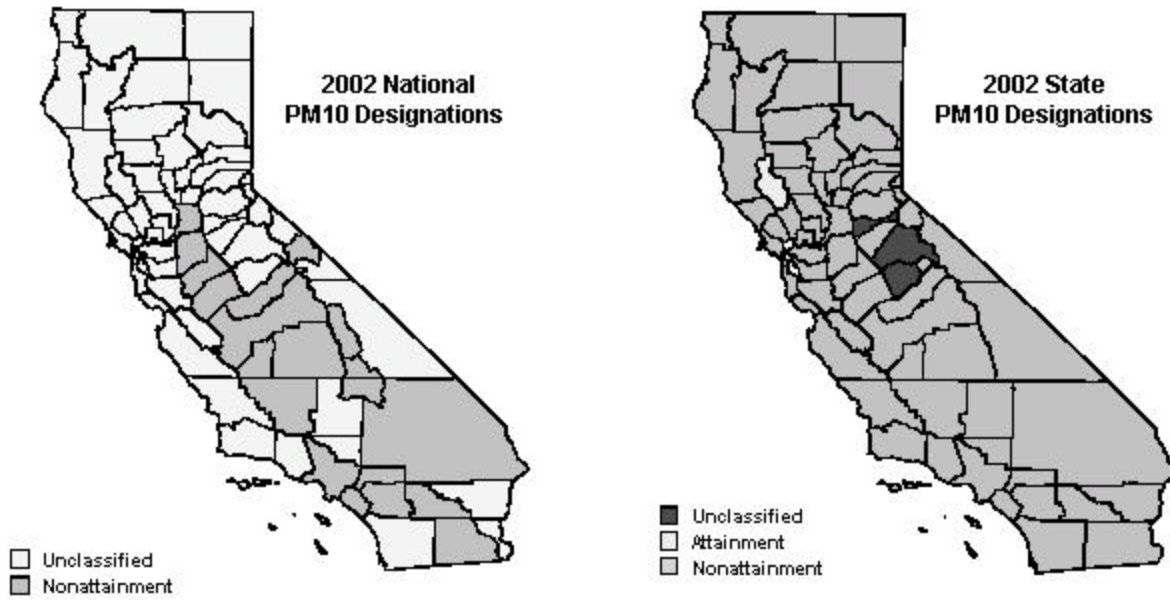 2002 National
PM10 Designations
Unclassified
Nonattainment
2002 State
PM10 Designations
Unclassified
Attainment
Nonattainment